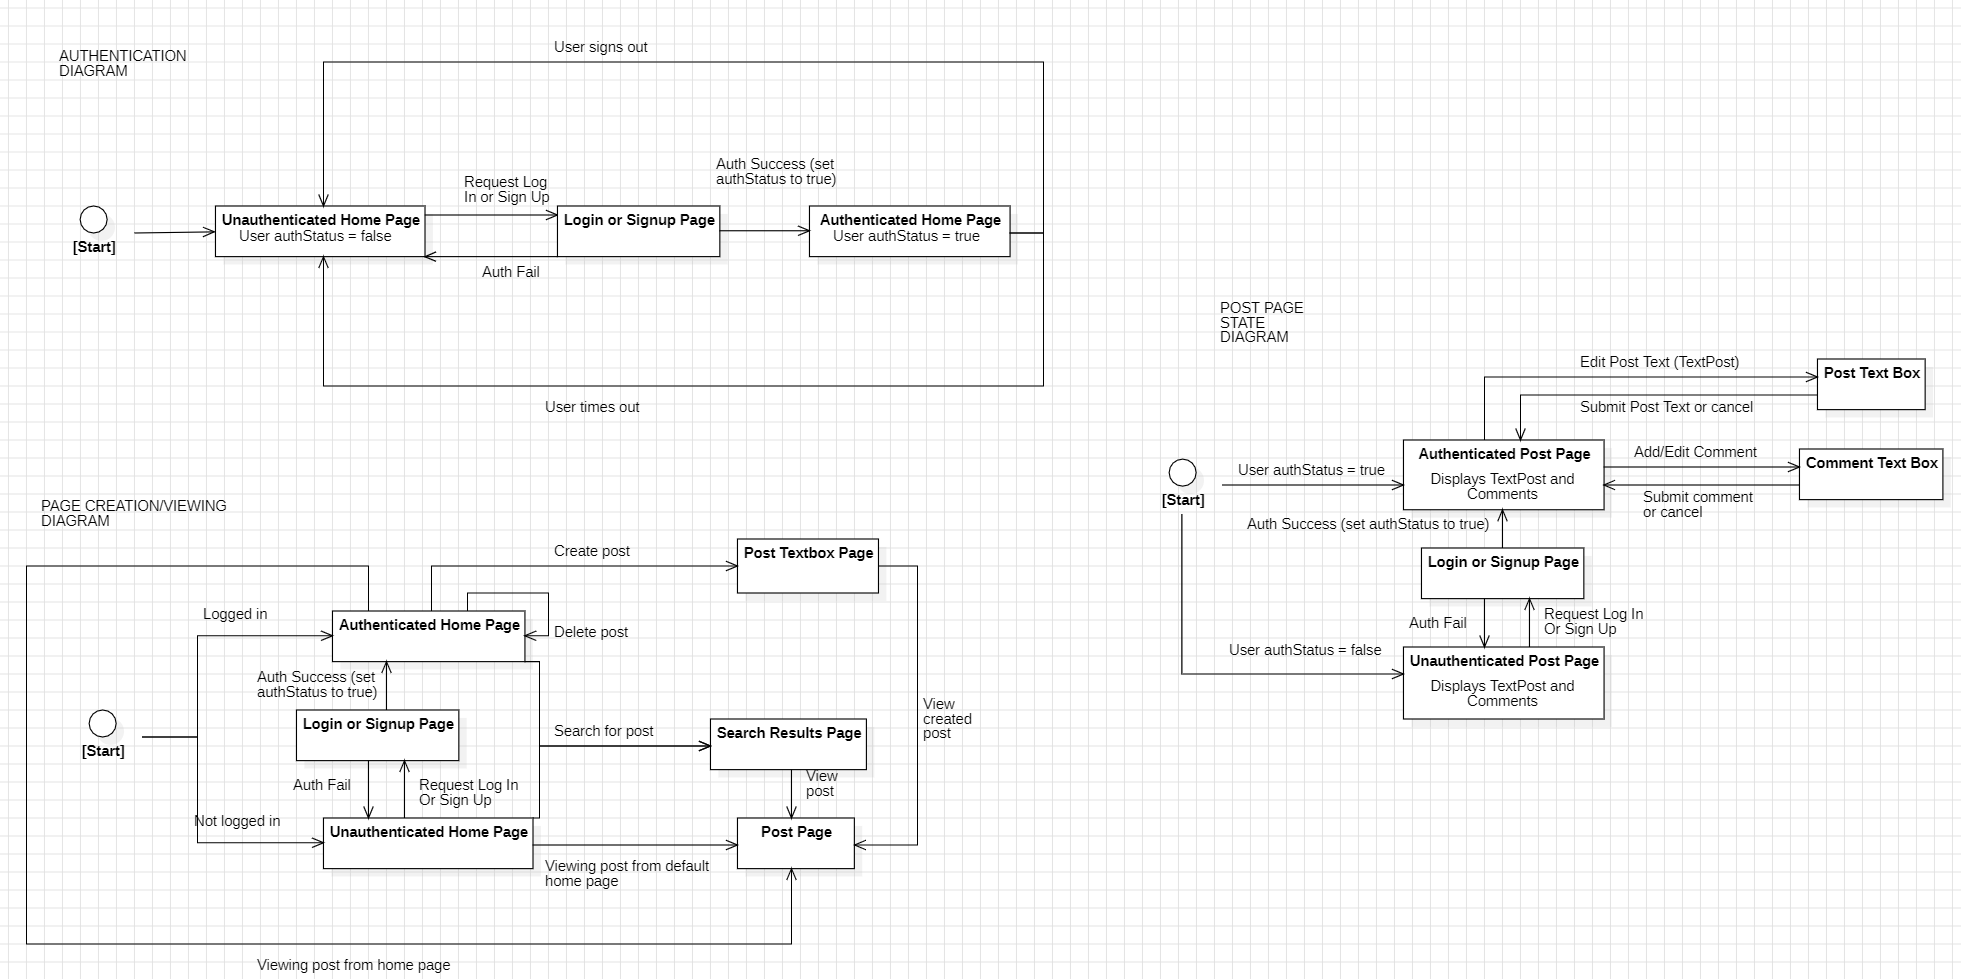 AUTHENTICATION
DIAGRAM
User signs out
Request Log
In or Sign Up
Auth Success (set
authStatus to true)
[Start]
Unauthenticated Home Page
User authStatus = false
Login or Signup Page
Authenticated Home Page
User authStatus = true
Auth Fail
User times out
PAGE CREATION/VIEWING
DIAGRAM
Create post
Post Textbox Page
Logged in
Authenticated Home Page
Delete post
Auth Success (set
authStatus to true)
Login or Signup Page
[Start]
Search for post
Search Results Page
View
created
post
Auth Fail
Request Log In
Or Sign Up
View
post
Not logged in
Unauthenticated Home Page
Post Page
Viewing post from default
home page
Viewing post from home page
POST PAGE
STATE
DIAGRAM
Edit Post Text (TextPost)
Post Text Box
Submit Post Text or cancel
Authenticated Post Page
Displays TextPost and
Comments
Add/Edit Comment
Comment Text Box
Submit comment
or cancel
User authStatus = true
[Start]
Auth Success (set authStatus to true)
Login or Signup Page
Auth Fail
Request Log In
Or Sign Up
User authStatus = false
Unauthenticated Post Page
Displays TextPost and
Comments